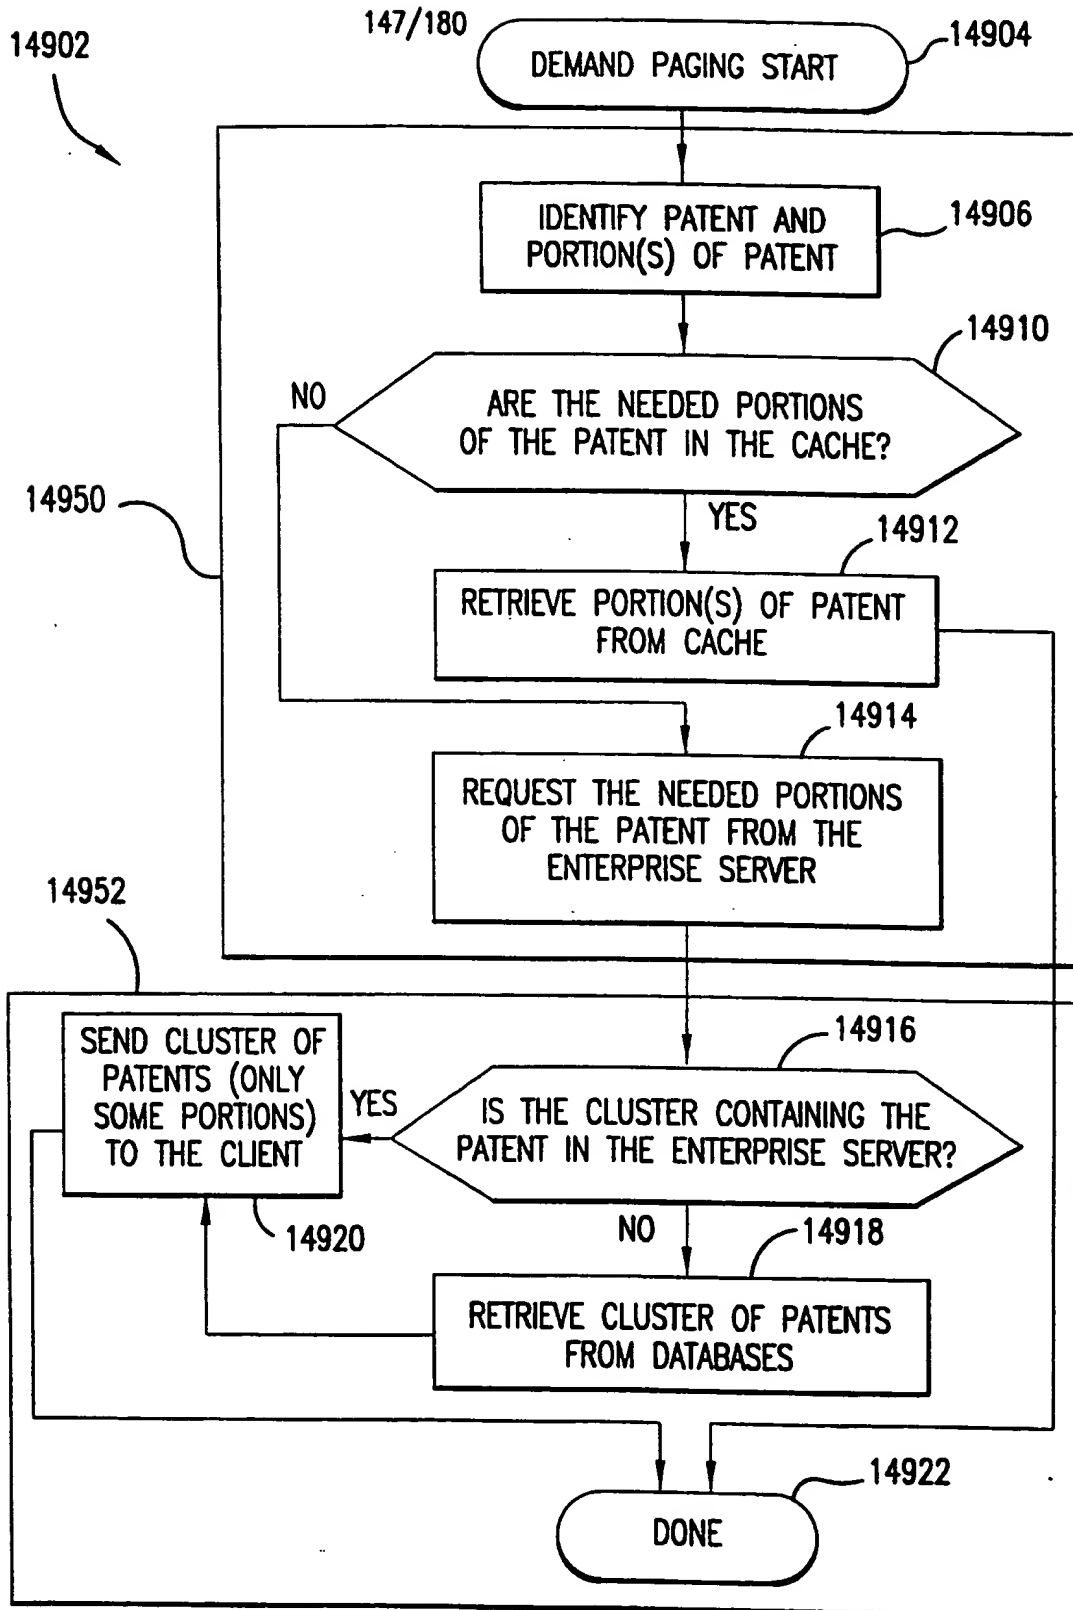 147/180
14902
14904
DEMAND PAGING START
IDENTIFY PATENT AND
PORTION(S) OF PATENT
14906
14910
NO
ARE THE NEEDED PORTIONS
OF THE PATENT IN THE CACHE?
14950
YES
14912
RETRIEVE PORTION(S) OF PATENT
FROM CACHE
14914
REQUEST THE NEEDED PORTIONS
OF THE PATENT FROM THE
ENTERPRISE SERVER
14952
SEND CLUSTER OF
PATENTS (ONLY
SOME PORTIONS)
TO THE CLIENT
14916
YES
IS THE CLUSTER CONTAINING THE
PATENT IN THE ENTERPRISE SERVER?
14920
NO
14918
RETRIEVE CLUSTER OF PATENTS
FROM DATABASES
14922
DONE